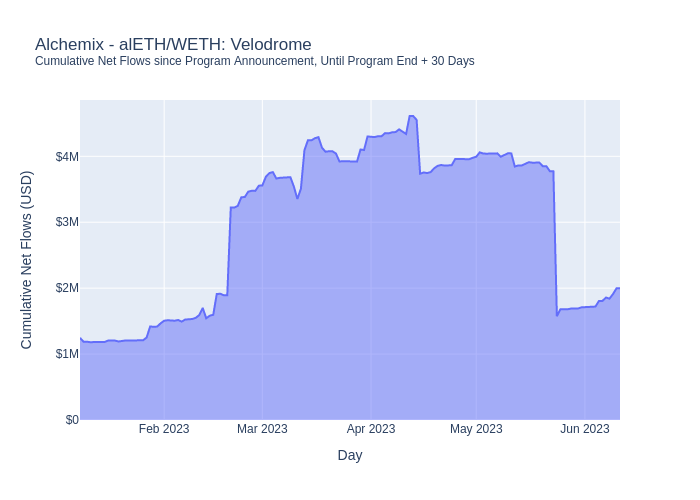 Alchemix - alETH/WETH: Velodrome
Cumulative Net Flows since Program Announcement, Until Program End + 30 Days
Cumulative Net Flows (USD)
$4M
$3M
$2M
$1M
$0
Feb 2023
Mar 2023
Apr 2023
May 2023
Jun 2023
Day